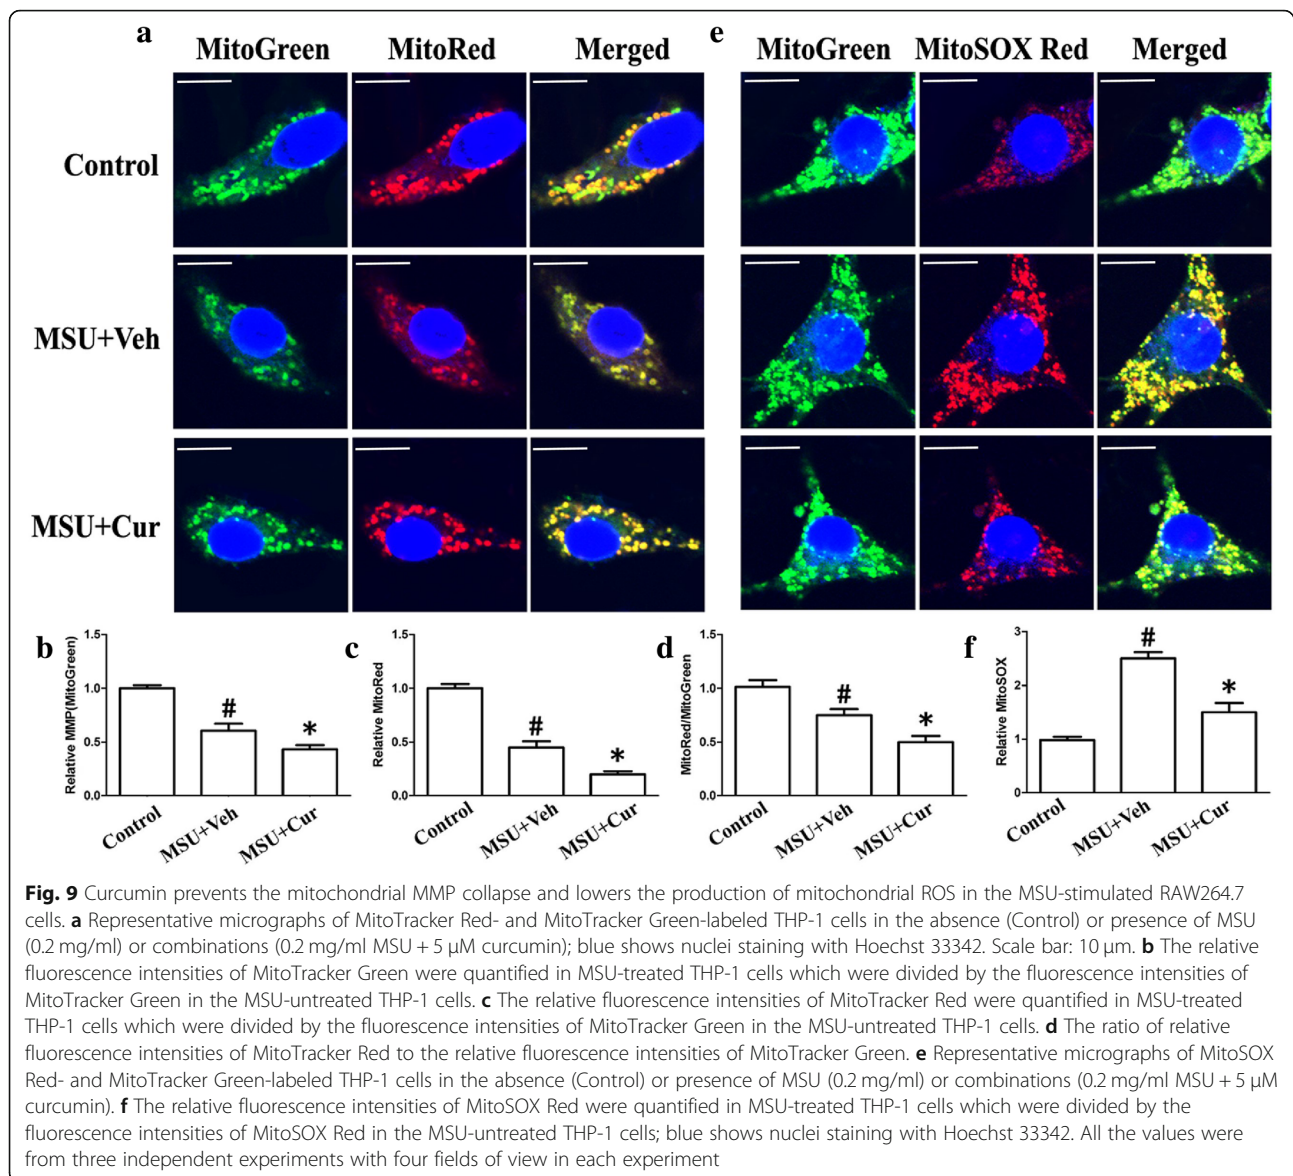 a
MitoGreen MitoRed Merged
e
MitoGreen MitoSOX Red Merged
Control
MSU+Veh
MSU+Cur
b
Relative MMP(MitoGreen)
1.5
1.0
0.5
0.0
#
*
Control
MSU+Veh
MSU+Cur
c
Relative MitoRed
1.5
1.0
0.5
0.0
#
*
Control
MSU+Veh
MSU+Cur
d
MitoRed/MitoGreen
1.5
1.0
0.5
0.0
#
*
Control
MSU+Veh
MSU+Cur
f
Relative MitoSOX
3
2
1
0
#
*
Control
MSU+Veh
MSU+Cur
Fig. 9 Curcumin prevents the mitochondrial MMP collapse and lowers the production of mitochondrial ROS in the MSU-stimulated RAW264.7
cells. a Representative micrographs of MitoTracker Red- and MitoTracker Green-labeled THP-1 cells in the absence (Control) or presence of MSU
(0.2 mg/ml) or combinations (0.2 mg/ml MSU + 5 μM curcumin); blue shows nuclei staining with Hoechst 33342. Scale bar: 10 μm. b The relative
fluorescence intensities of MitoTracker Green were quantified in MSU-treated THP-1 cells which were divided by the fluorescence intensities of
MitoTracker Green in the MSU-untreated THP-1 cells. c The relative fluorescence intensities of MitoTracker Red were quantified in MSU-treated
THP-1 cells which were divided by the fluorescence intensities of MitoTracker Green in the MSU-untreated THP-1 cells. d The ratio of relative
fluorescence intensities of MitoTracker Red to the relative fluorescence intensities of MitoTracker Green. e Representative micrographs of MitoSOX
Red- and MitoTracker Green-labeled THP-1 cells in the absence (Control) or presence of MSU (0.2 mg/ml) or combinations (0.2 mg/ml MSU + 5 μM
curcumin). f The relative fluorescence intensities of MitoSOX Red were quantified in MSU-treated THP-1 cells which were divided by the
fluorescence intensities of MitoSOX Red in the MSU-untreated THP-1 cells; blue shows nuclei staining with Hoechst 33342. All the values were
from three independent experiments with four fields of view in each experiment